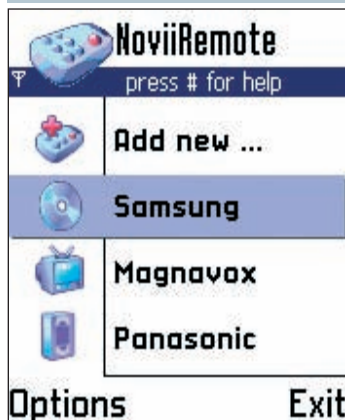 NoviiRemote
press # for help
Add new ...
Samsung
Magnavox
Panasonic
Options Exit